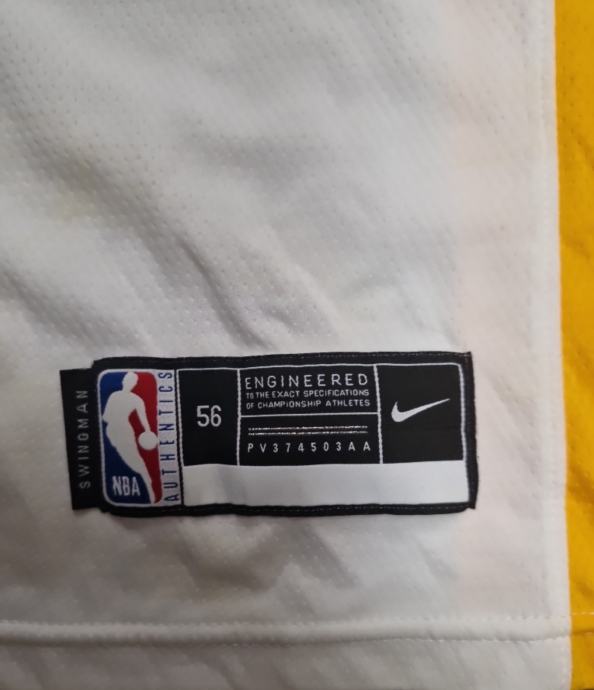 SWINGMAN
NBA
AUTHENTICS
56
ENGINEERED
TO THE EXACT SPECIFICATIONS
OF CHAMPIONSHIP ATHLETES
PV374503AA